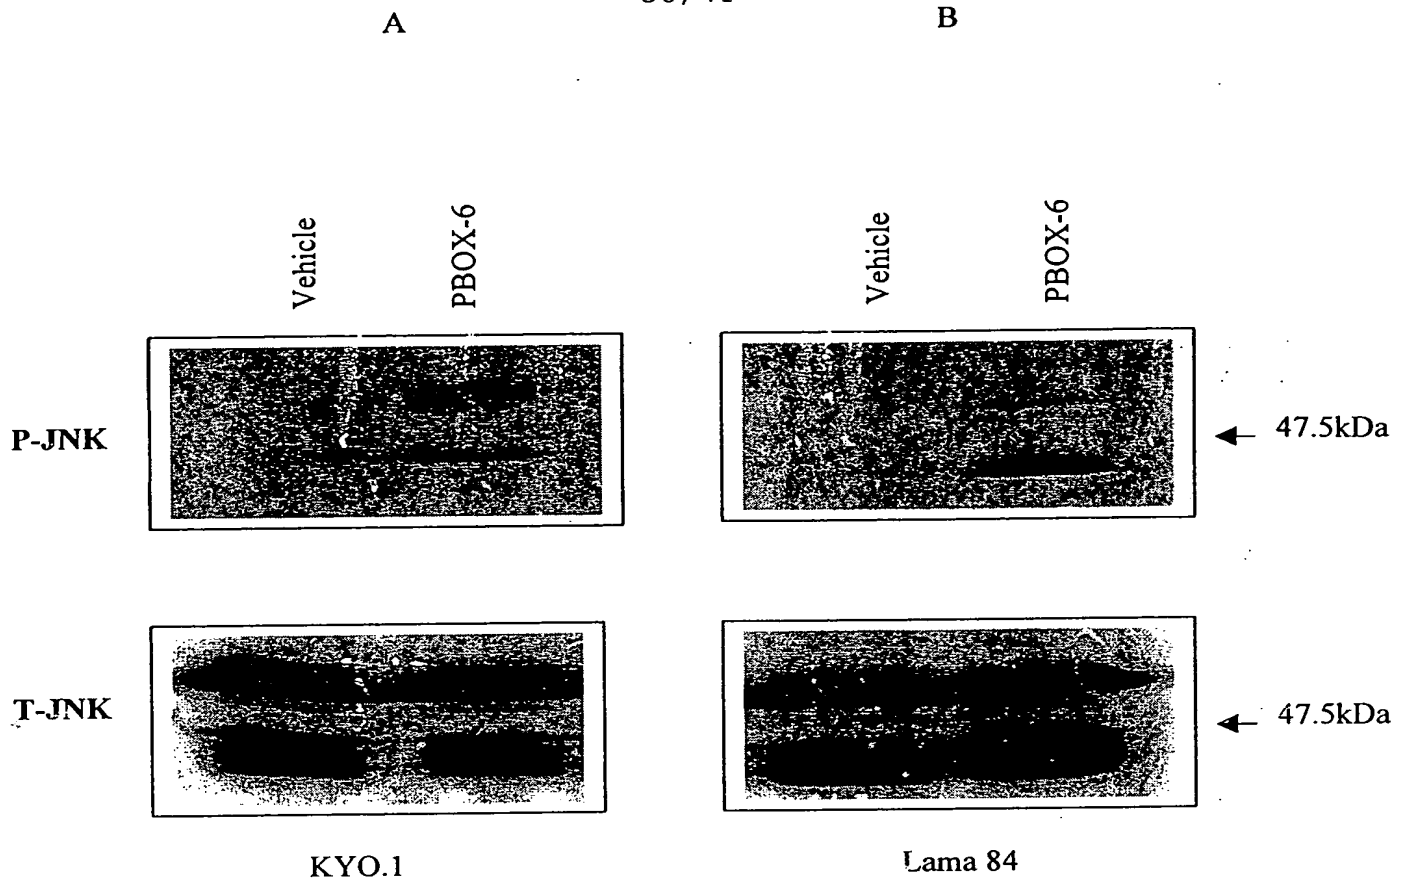 A
B
Vehicle
PBOX-6
Vehicle
PBOX-6
P-JNK
47.5kDa
T-JNK
47.5kDa
KYO.1
Lama 84